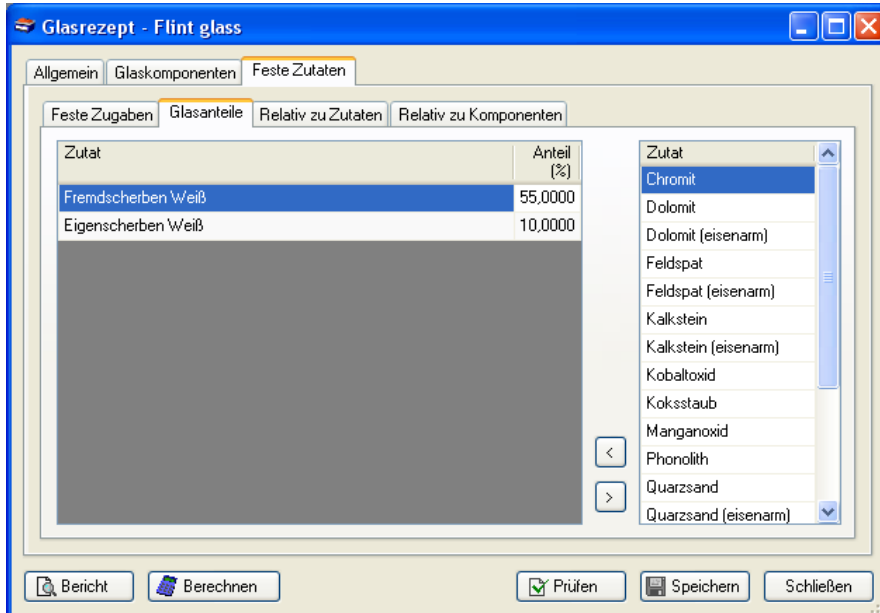 Glasrezept - Flint glass
Allgemein Glaskomponenten Feste Zutaten
Feste Zugaben Glasanteile Relativ zu Zutaten Relativ zu Komponenten
Zutat Anteil (%)
Fremdscherben Weiß 55,0000
Eigenscherben Weiß 10,0000
Zutat
Chromit
Dolomit
Dolomit (eisenarm)
Feldspat
Feldspat (eisenarm)
Kalkstein
Kalkstein (eisenarm)
Kobaltoxid
Koksstaub
Manganoxid
Phonolith
Quarzsand
Quarzsand (eisenarm)
<
>
Bericht Berechnen Prüfen Speichern Schließen